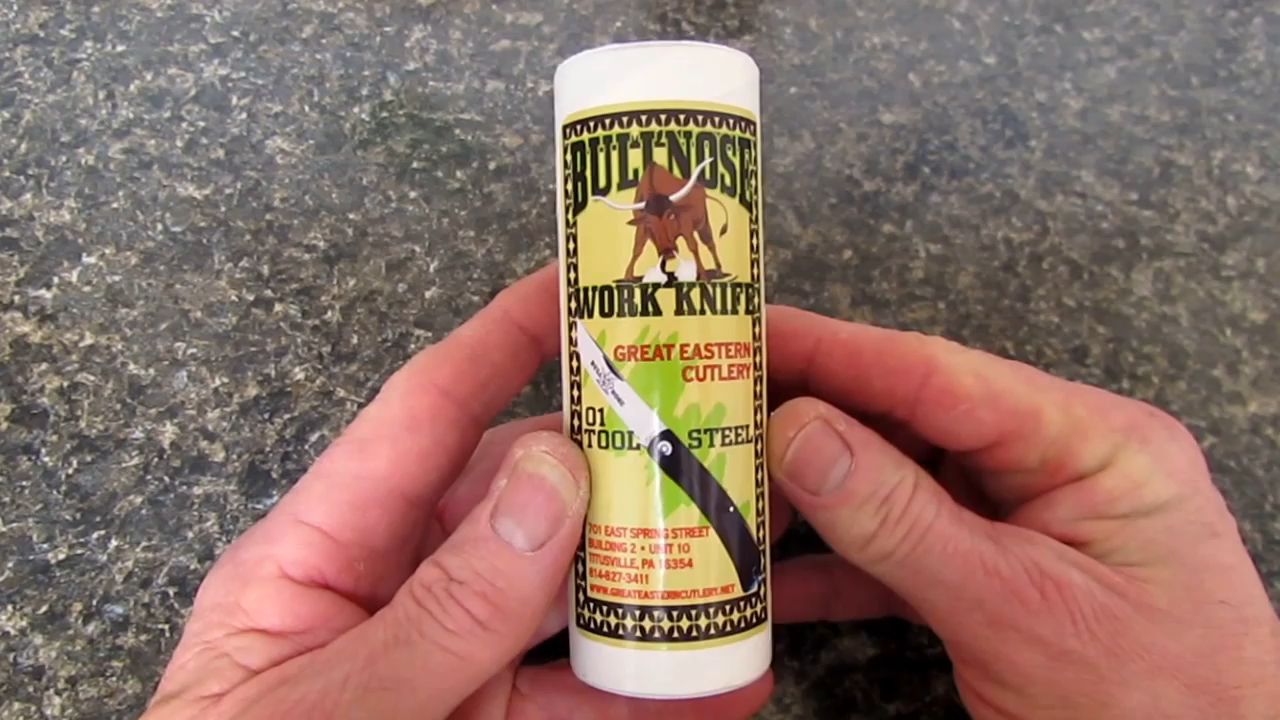 BULLNOSE
WORK KNIFE
GREAT EASTERN
CUTLERY
01
TOOL STEEL
701 EAST SPRING STREET
BUILDING 2 • UNIT 10
TITUSVILLE, PA 16354
814-827-3411
WWW.GREATEASTERNCUTLERY.NET